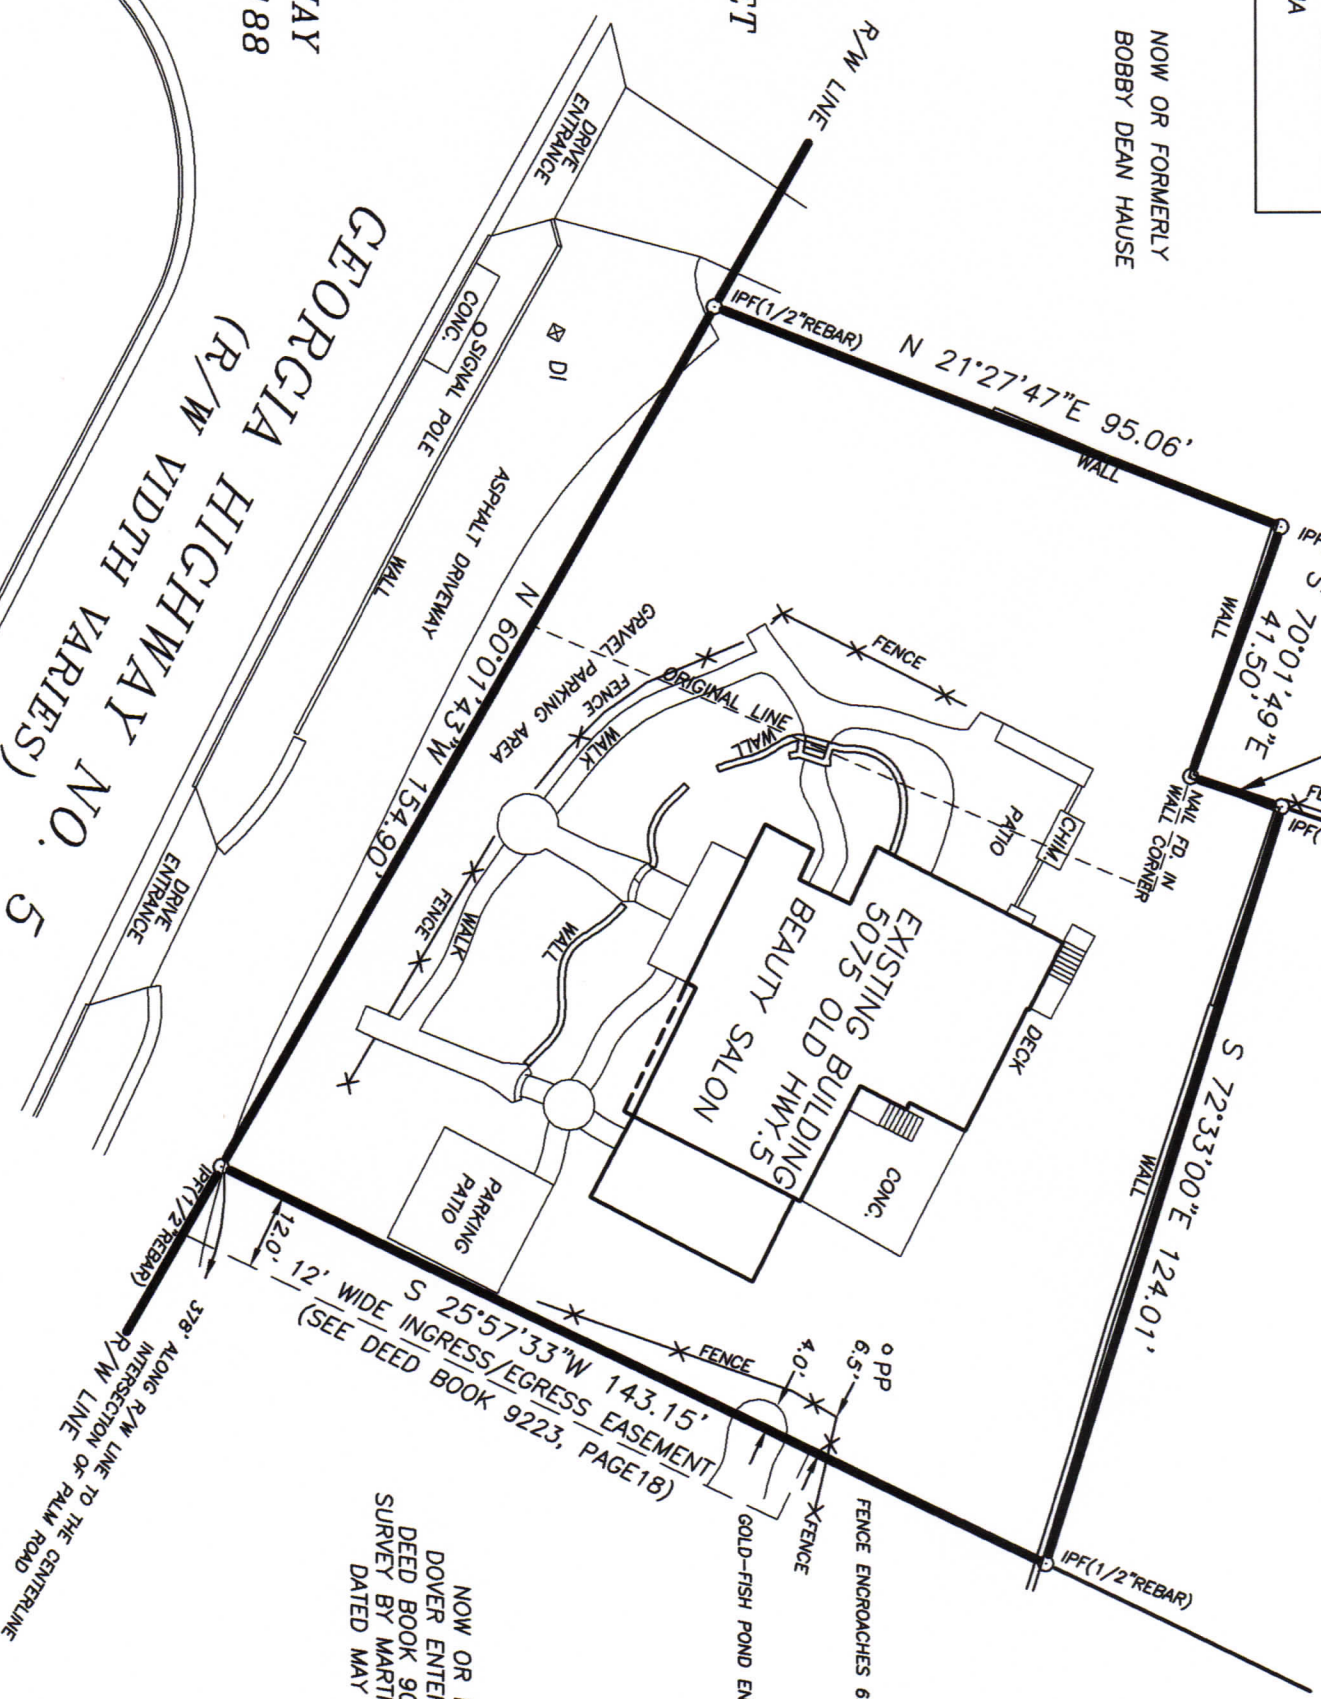 NOW OR FORMERLY
BOBBY DEAN HAUSE
R/W LINE
88
DRIVE
ENTRANCE
GEORGIA HIGHWAY NO. 5
(R/W VIDTH VARIES)
CONC.
SIGNAL POLE
DI
ASPHALT DRIVEWAY
WALL
IPF(1/2"REBAR)
N 21°27'47"E 95.06'
WALL
S 70°01'49"E
41.50'
WALL
NAIL FD. IN
WALL CORNER
N 60°01'43"W 154.90'
GRAVEL PARKING AREA
FENCE
WALK
ORIGINAL LINE
WALL
FENCE
PATIO
CHIM.
FENCE
WALK
WALL
EXISTING BUILDING
5075 OLD HWY.5
BEAUTY SALON
DECK
CONC.
S 72°33'00"E 124.01'
WALL
PARKING
PATIO
DRIVE
ENTRANCE
IPF(1/2"REBAR)
12.0'
S 25°57'33"W 143.15'
12' WIDE INGRESS/EGRESS EASEMENT
(SEE DEED BOOK 9223, PAGE18)
FENCE
4.0'
6.5'
PP
FENCE
IPF(1/2"REBAR)
FENCE ENCROACHES 6
GOLD-FISH POND EN
378' ALONG R/W LINE TO THE CENTERLINE
INTERSECTION OF PALM ROAD
R/W LINE
NOW OR
DOVER ENTER
DEED BOOK 90
SURVEY BY MARTI
DATED MAY